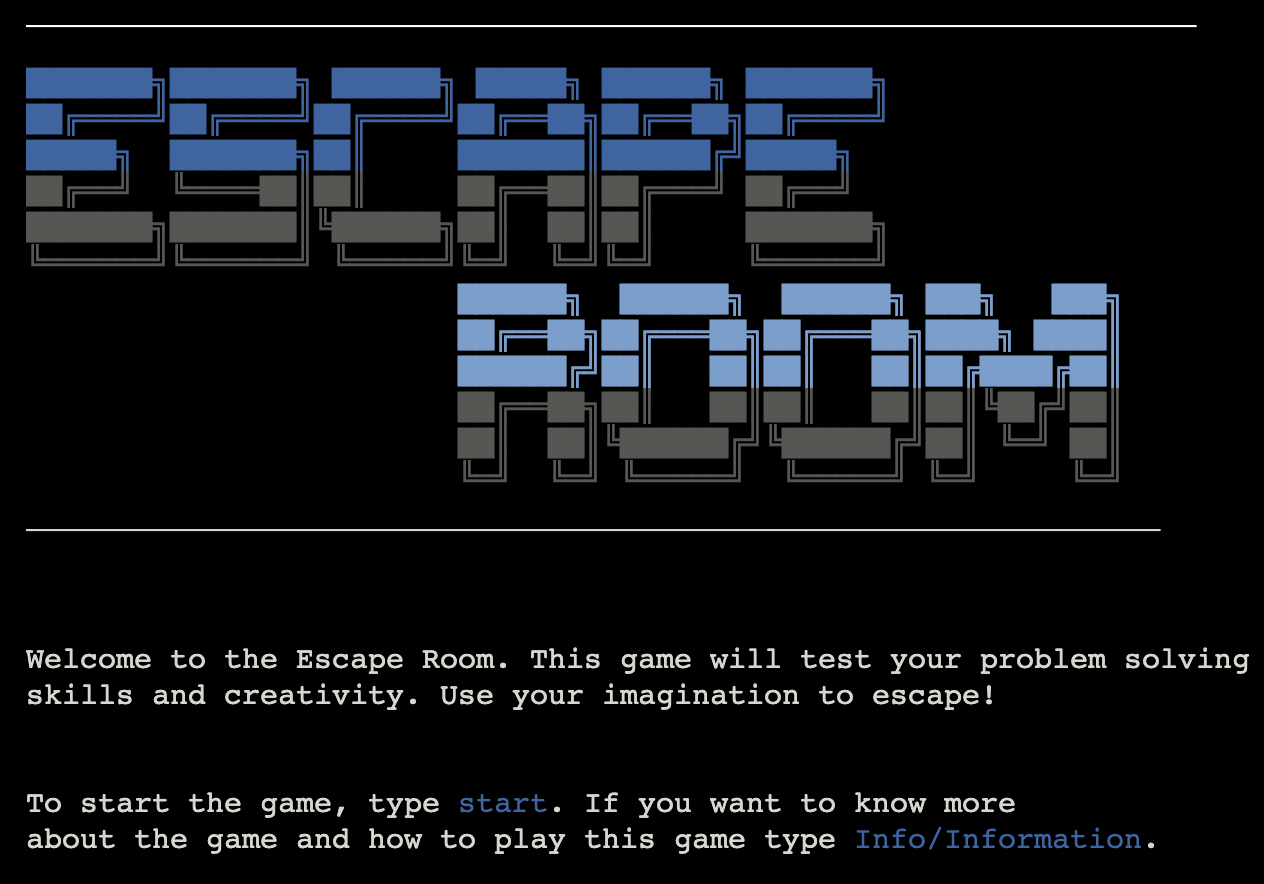 ESCAPE
ROOM
Welcome to the Escape Room. This game will test your problem solving
skills and creativity. Use your imagination to escape!
To start the game, type start. If you want to know more
about the game and how to play this game type Info/Information.